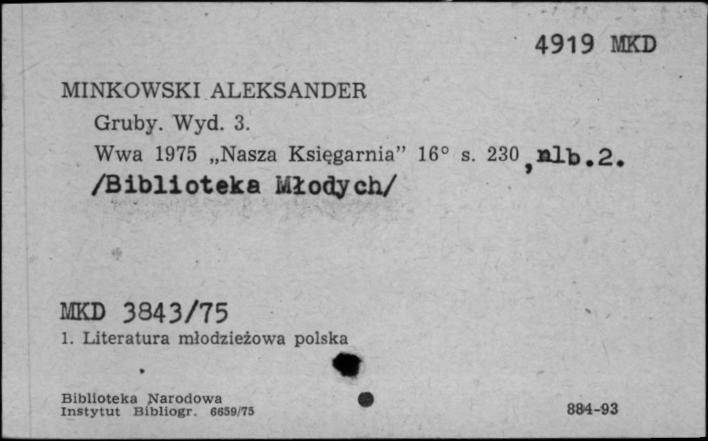 4919 MKD
MINKOWSKI ALEKSANDER
Gruby. Wyd. 3.
Wwa 1975 „Nasza Księgarnia” 16° s. 230, nlb.2.
/Biblioteka Młodych/
MKD 3843/75
1. Literatura młodzieżowa polska
Biblioteka Narodowa
Instytut Bibliogr. 6659/75
884-93